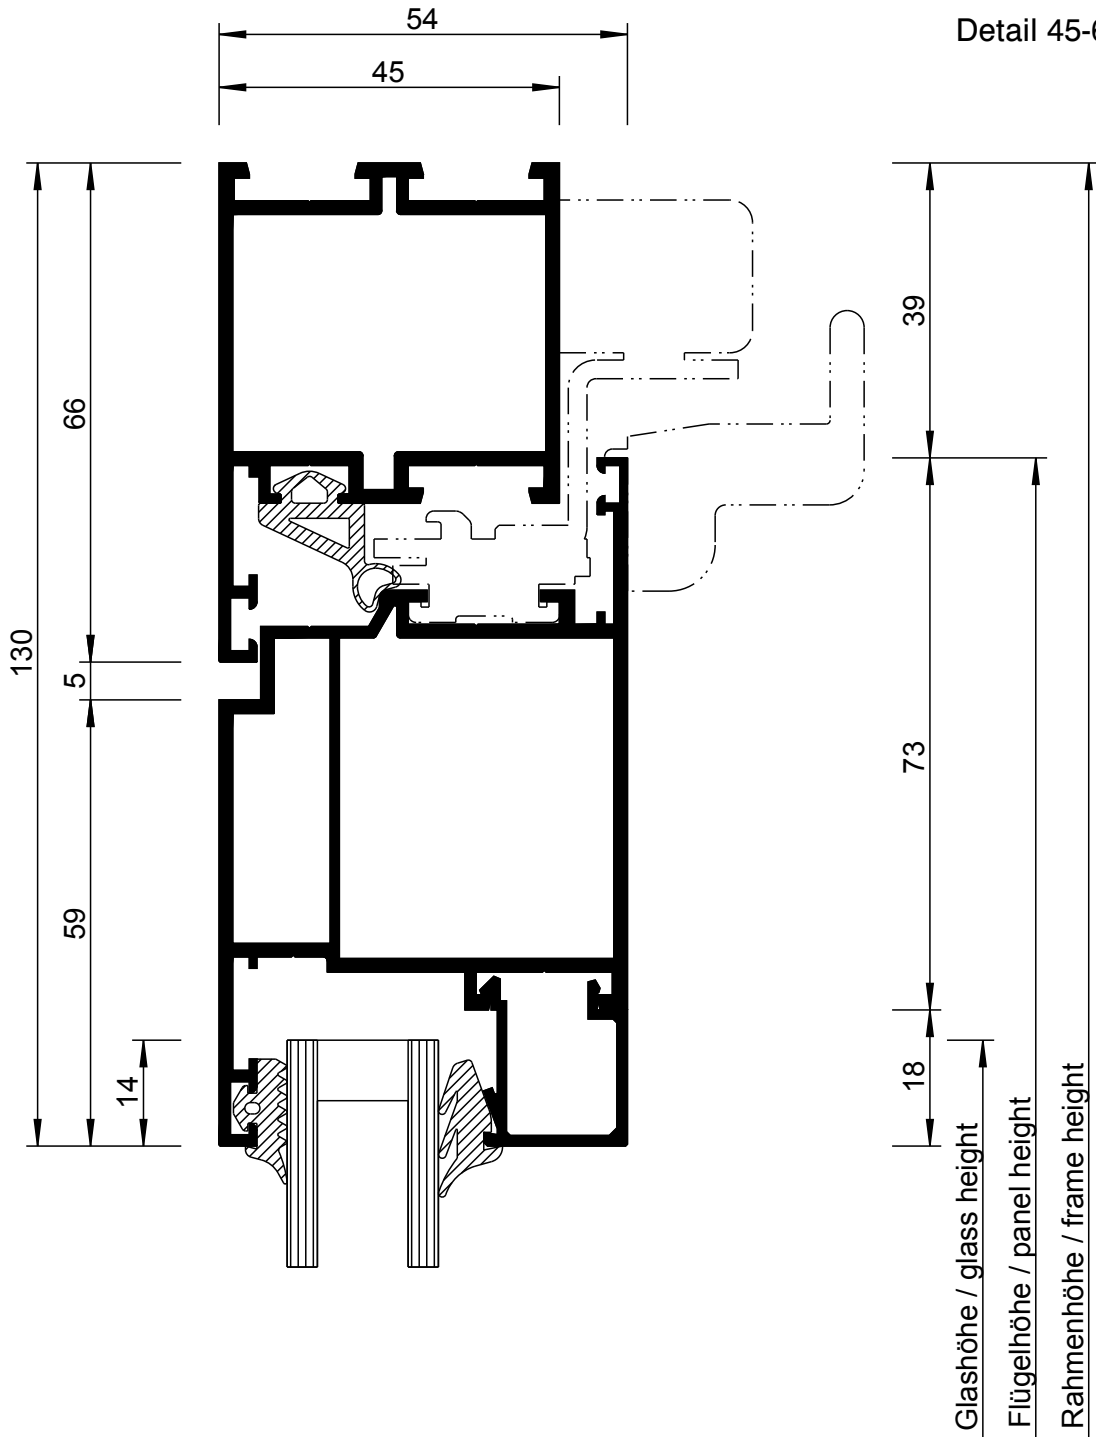 54
Detail 45-6
45
39
66
130
5
73
59
14
18
Glashöhe / glass height
Flügelhöhe / panel height
Rahmenhöhe / frame height